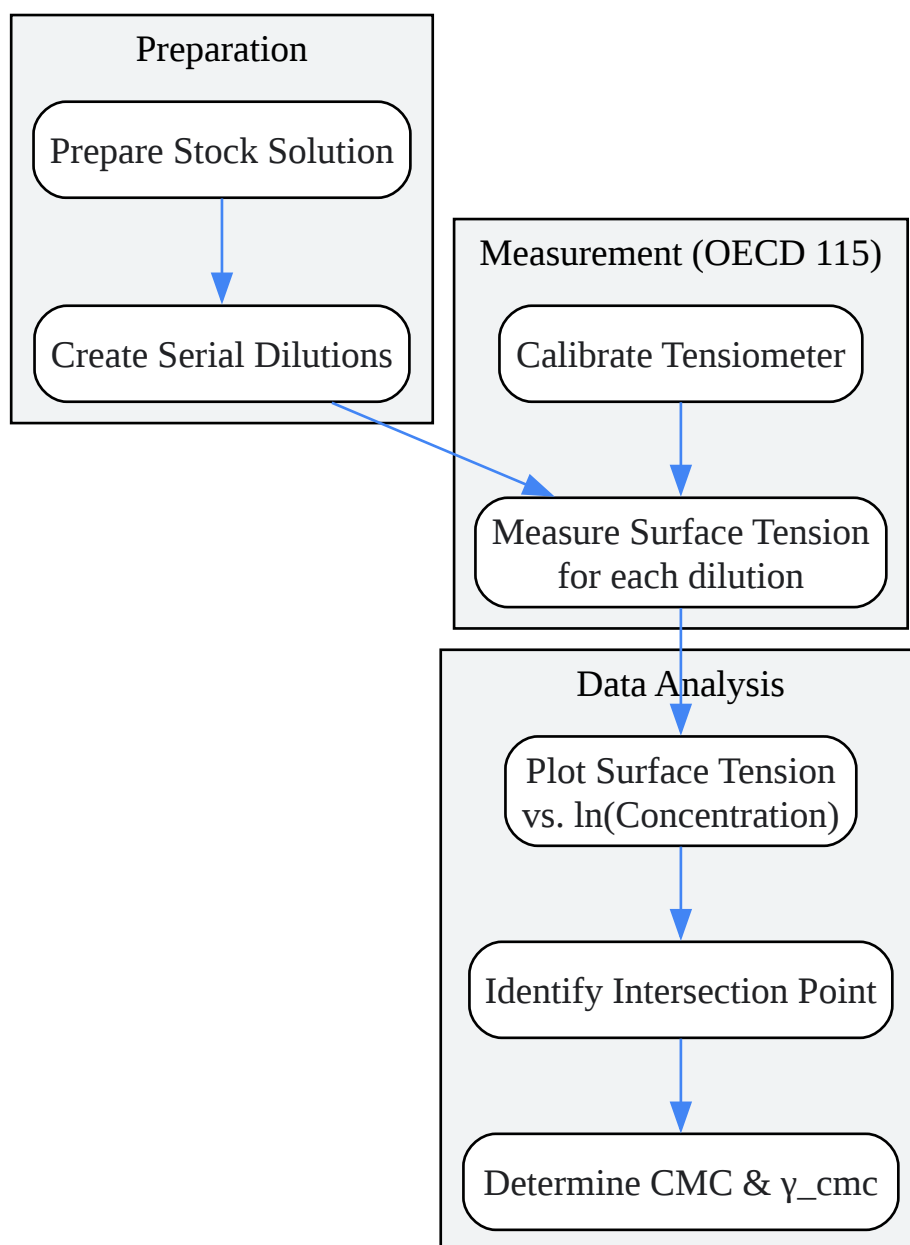 Preparation
Prepare Stock Solution
Create Serial Dilutions
Measurement (OECD 115)
Calibrate Tensiometer
Measure Surface Tension
for each dilution
Data Analysis
Plot Surface Tension
vs. ln(Concentration)
Identify Intersection Point
Determine CMC & γ_cmc